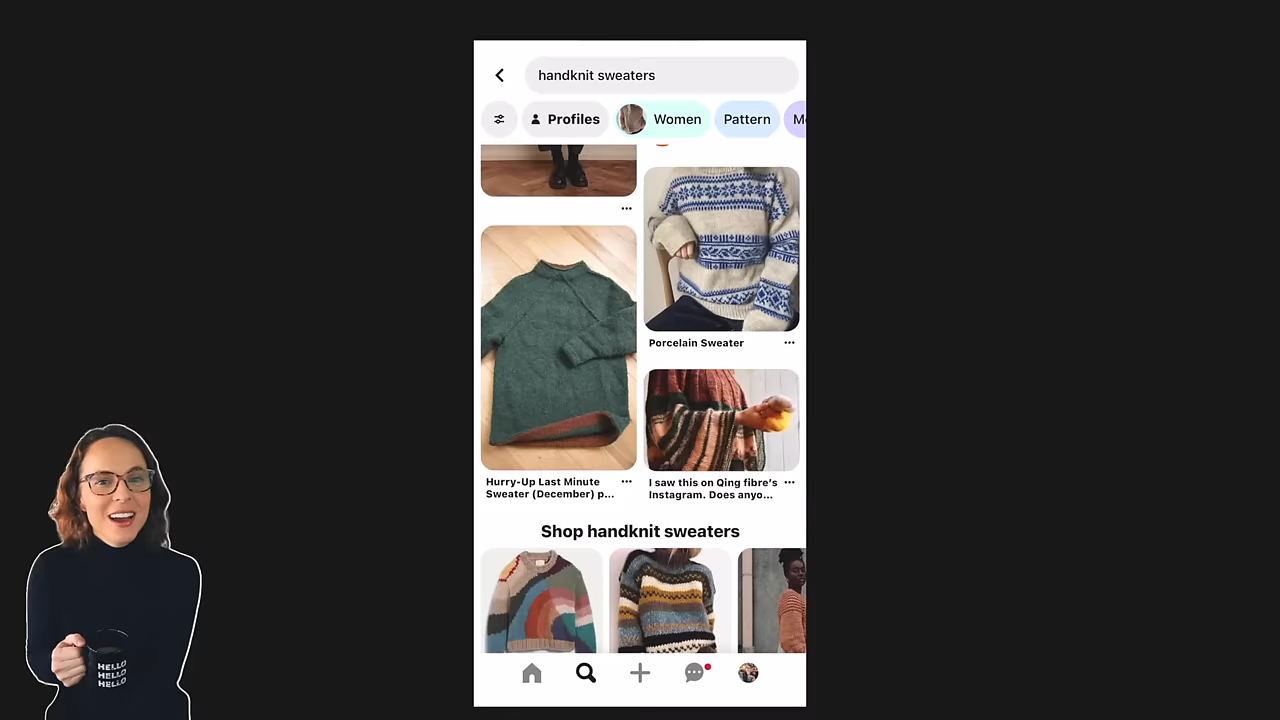 handknit sweaters
Profiles
Women
Pattern
Porcelain Sweater
Hurry-Up Last Minute
Sweater (December) p...
I saw this on Qing fibre's
Instagram. Does anyo...
Shop handknit sweaters
HELLO
HELLO
HELLO